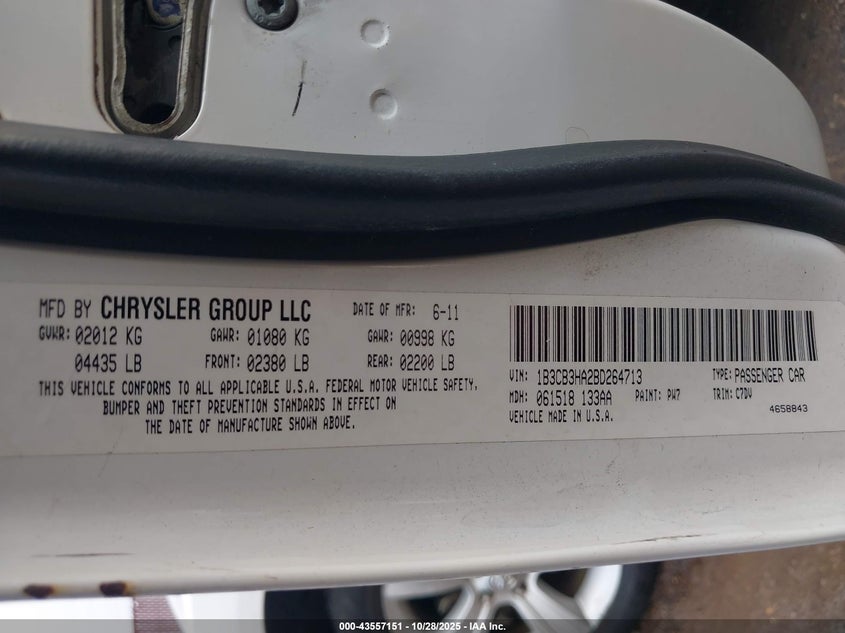 MFD BY CHRYSLER GROUP LLC DATE OF MFR: 6-11
GVWR: 02012 KG GAWR: 01080 KG GAWR: 00998 KG
04435 LB FRONT: 02380 LB REAR: 02200 LB
THIS VEHICLE CONFORMS TO ALL APPLICABLE U.S.A. FEDERAL MOTOR VEHICLE SAFETY,
BUMPER AND THEFT PREVENTION STANDARDS IN EFFECT ON
THE DATE OF MANUFACTURE SHOWN ABOVE.
VIN: 1B3CB3HA2BD264713 TYPE: PASSENGER CAR
MDH: 061518 133AA PAINT: PW7 TRIM: C7DV
VEHICLE MADE IN U.S.A. 4658843
000-43557151 | 10/28/2025 - IAA Inc.